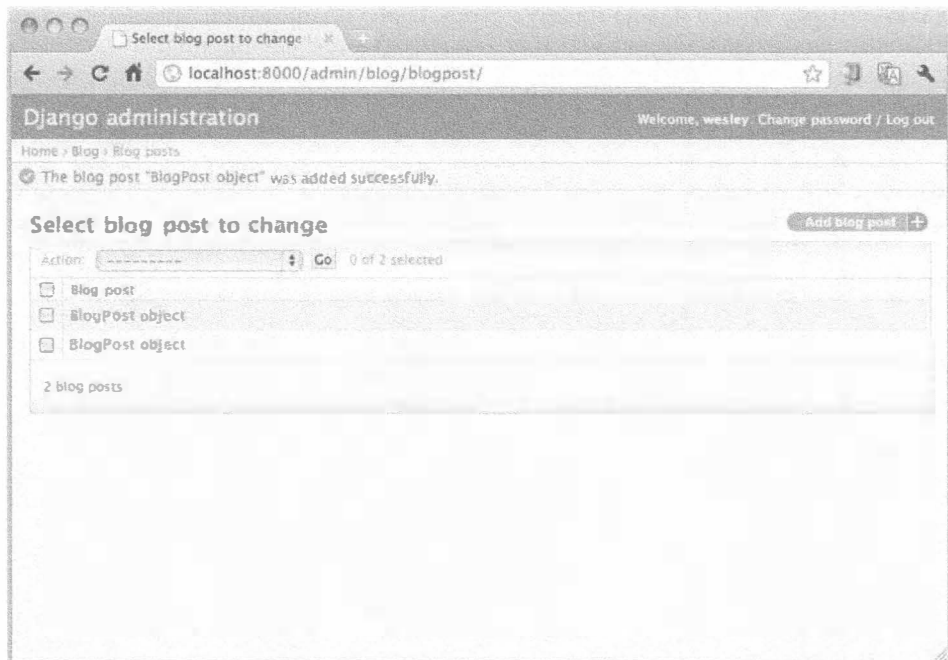 Select blog post to change
localhost:8000/admin/blog/blogpost/
Django administration
Welcome, wesley. Change password / Log out
Home › Blog › Blog posts
The blog post "BlogPost object" was added successfully.
Select blog post to change
Add blog post +
Action: --------- Go 0 of 2 selected
Blog post
BlogPost object
BlogPost object
2 blog posts